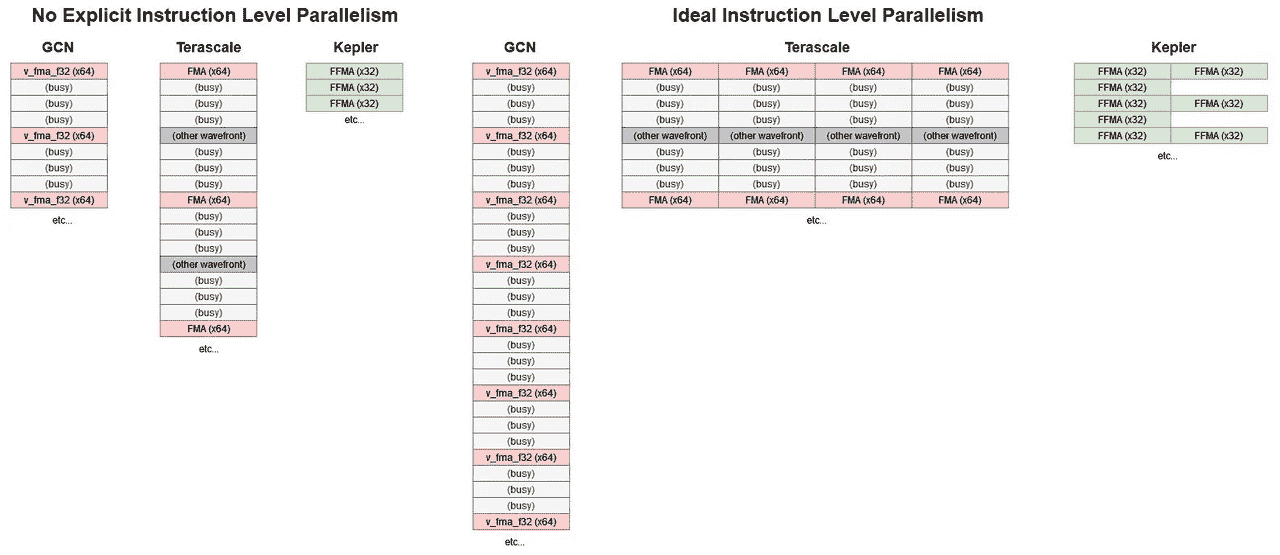 No Explicit Instruction Level Parallelism
GCN
v_fma_f32 (x64)
(busy)
(busy)
(busy)
v_fma_f32 (x64)
(busy)
(busy)
(busy)
v_fma_f32 (x64)
etc...
Terascale
FMA (x64)
(busy)
(busy)
(busy)
(other wavefront)
(busy)
(busy)
(busy)
FMA (x64)
(busy)
(busy)
(busy)
(other wavefront)
(busy)
(busy)
(busy)
FMA (x64)
etc...
Kepler
FFMA (x32)
FFMA (x32)
FFMA (x32)
etc...
Ideal Instruction Level Parallelism
GCN
v_fma_f32 (x64)
(busy)
(busy)
(busy)
v_fma_f32 (x64)
(busy)
(busy)
(busy)
v_fma_f32 (x64)
(busy)
(busy)
(busy)
v_fma_f32 (x64)
(busy)
(busy)
(busy)
v_fma_f32 (x64)
(busy)
(busy)
(busy)
v_fma_f32 (x64)
(busy)
(busy)
(busy)
v_fma_f32 (x64)
(busy)
(busy)
(busy)
v_fma_f32 (x64)
etc...
Terascale
FMA (x64) FMA (x64) FMA (x64) FMA (x64)
(busy) (busy) (busy) (busy)
(busy) (busy) (busy) (busy)
(busy) (busy) (busy) (busy)
(other wavefront) (other wavefront) (other wavefront) (other wavefront)
(busy) (busy) (busy) (busy)
(busy) (busy) (busy) (busy)
(busy) (busy) (busy) (busy)
FMA (x64) FMA (x64) FMA (x64) FMA (x64)
etc...
Kepler
FFMA (x32) FFMA (x32)
FFMA (x32)
FFMA (x32) FFMA (x32)
FFMA (x32)
FFMA (x32) FFMA (x32)
etc...